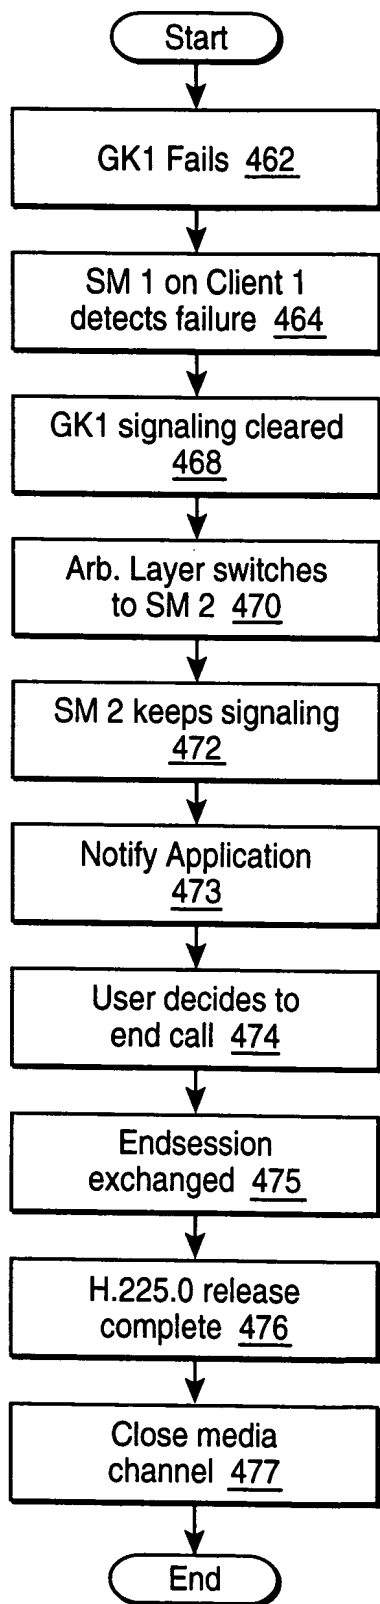 Start
GK1 Fails 462
SM 1 on Client 1
detects failure 464
GK1 signaling cleared
468
Arb. Layer switches
to SM 2 470
SM 2 keeps signaling
472
Notify Application
473
User decides to
end call 474
Endsession
exchanged 475
H.225.0 release
complete 476
Close media
channel 477
End